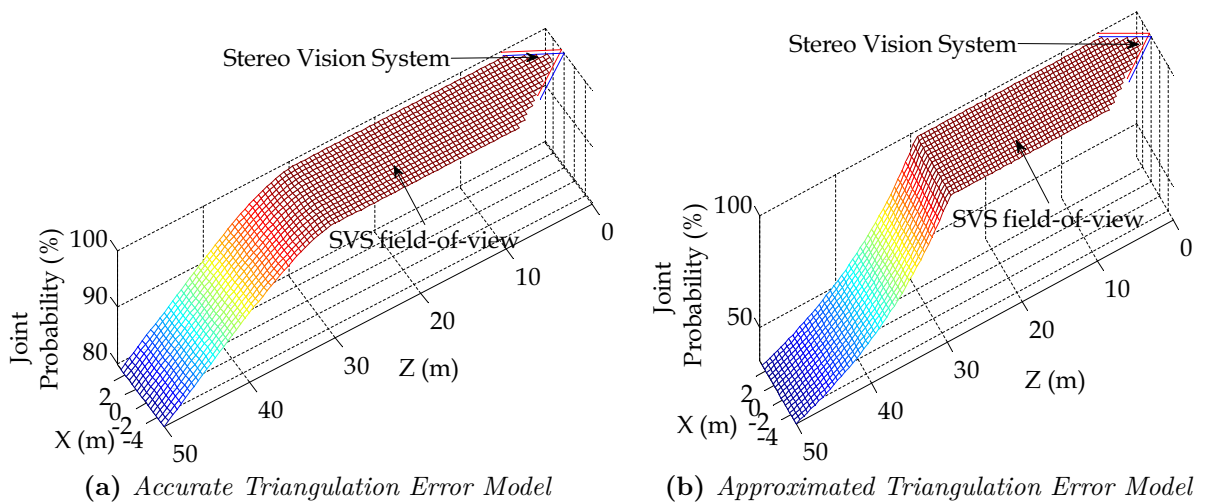 Stereo Vision System
SVS field-of-view
Joint
Probability (%)
100
90
80
2
0
-2
-4
X (m)
50
40
30
20
10
0
Z (m)
(a) Accurate Triangulation Error Model
Stereo Vision System
SVS field-of-view
Joint
Probability (%)
100
50
2
0
-2
-4
X (m)
50
40
30
20
10
0
Z (m)
(b) Approximated Triangulation Error Model